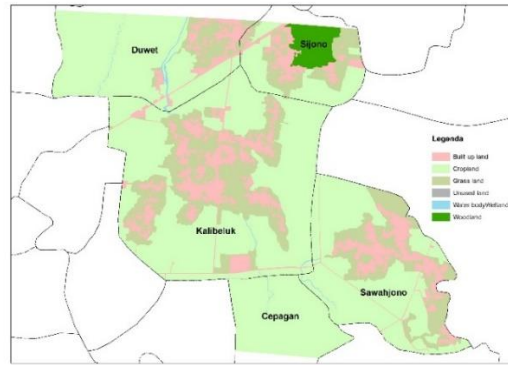 Duwet
Sijono
Legenda
Built up land
Cropland
Grass land
Unused land
Water body/Wetland
Woodland
Kalibeluk
Sawahjono
Cepagan